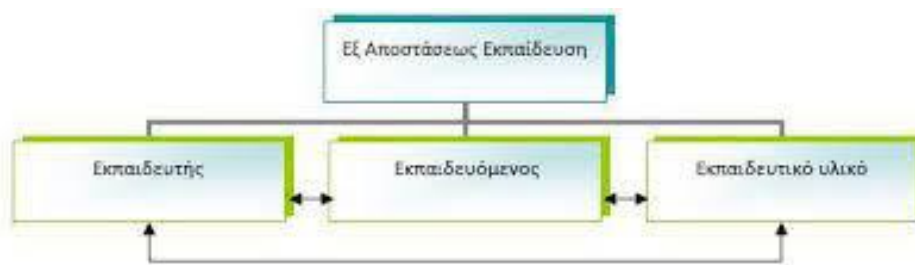 Εξ Αποστάσεως Εκπαίδευση
Εκπαιδευτής
Εκπαιδευόμενος
Εκπαιδευτικό υλικό